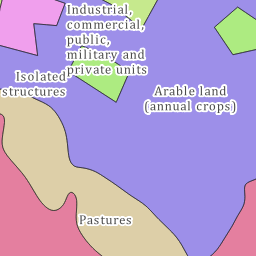 Industrial,
commercial,
public,
military and
private units
Isolated
structures
Arable land
(annual crops)
Pastures